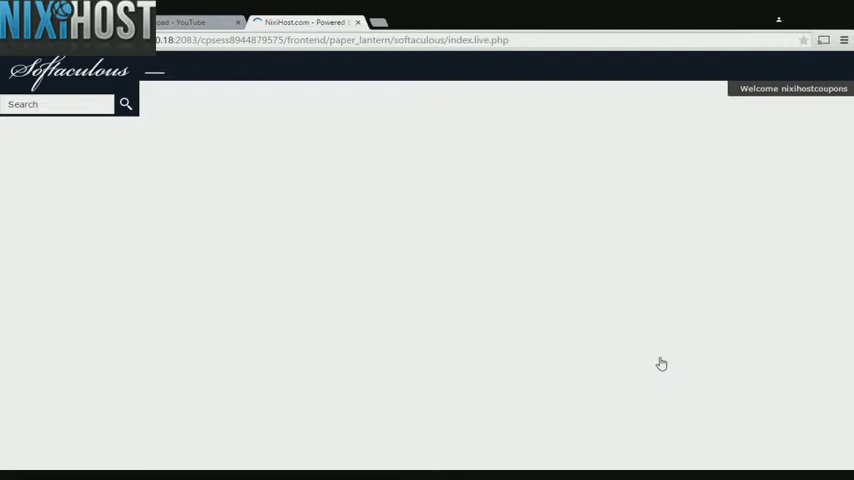 NIXIHOST
oad - YouTube
NixiHost.com - Powered
0.18:2083/cpsess8944879575/frontend/paper_lantern/softaculous/index.live.php
Softaculous
Welcome nixihostcoupons
Search